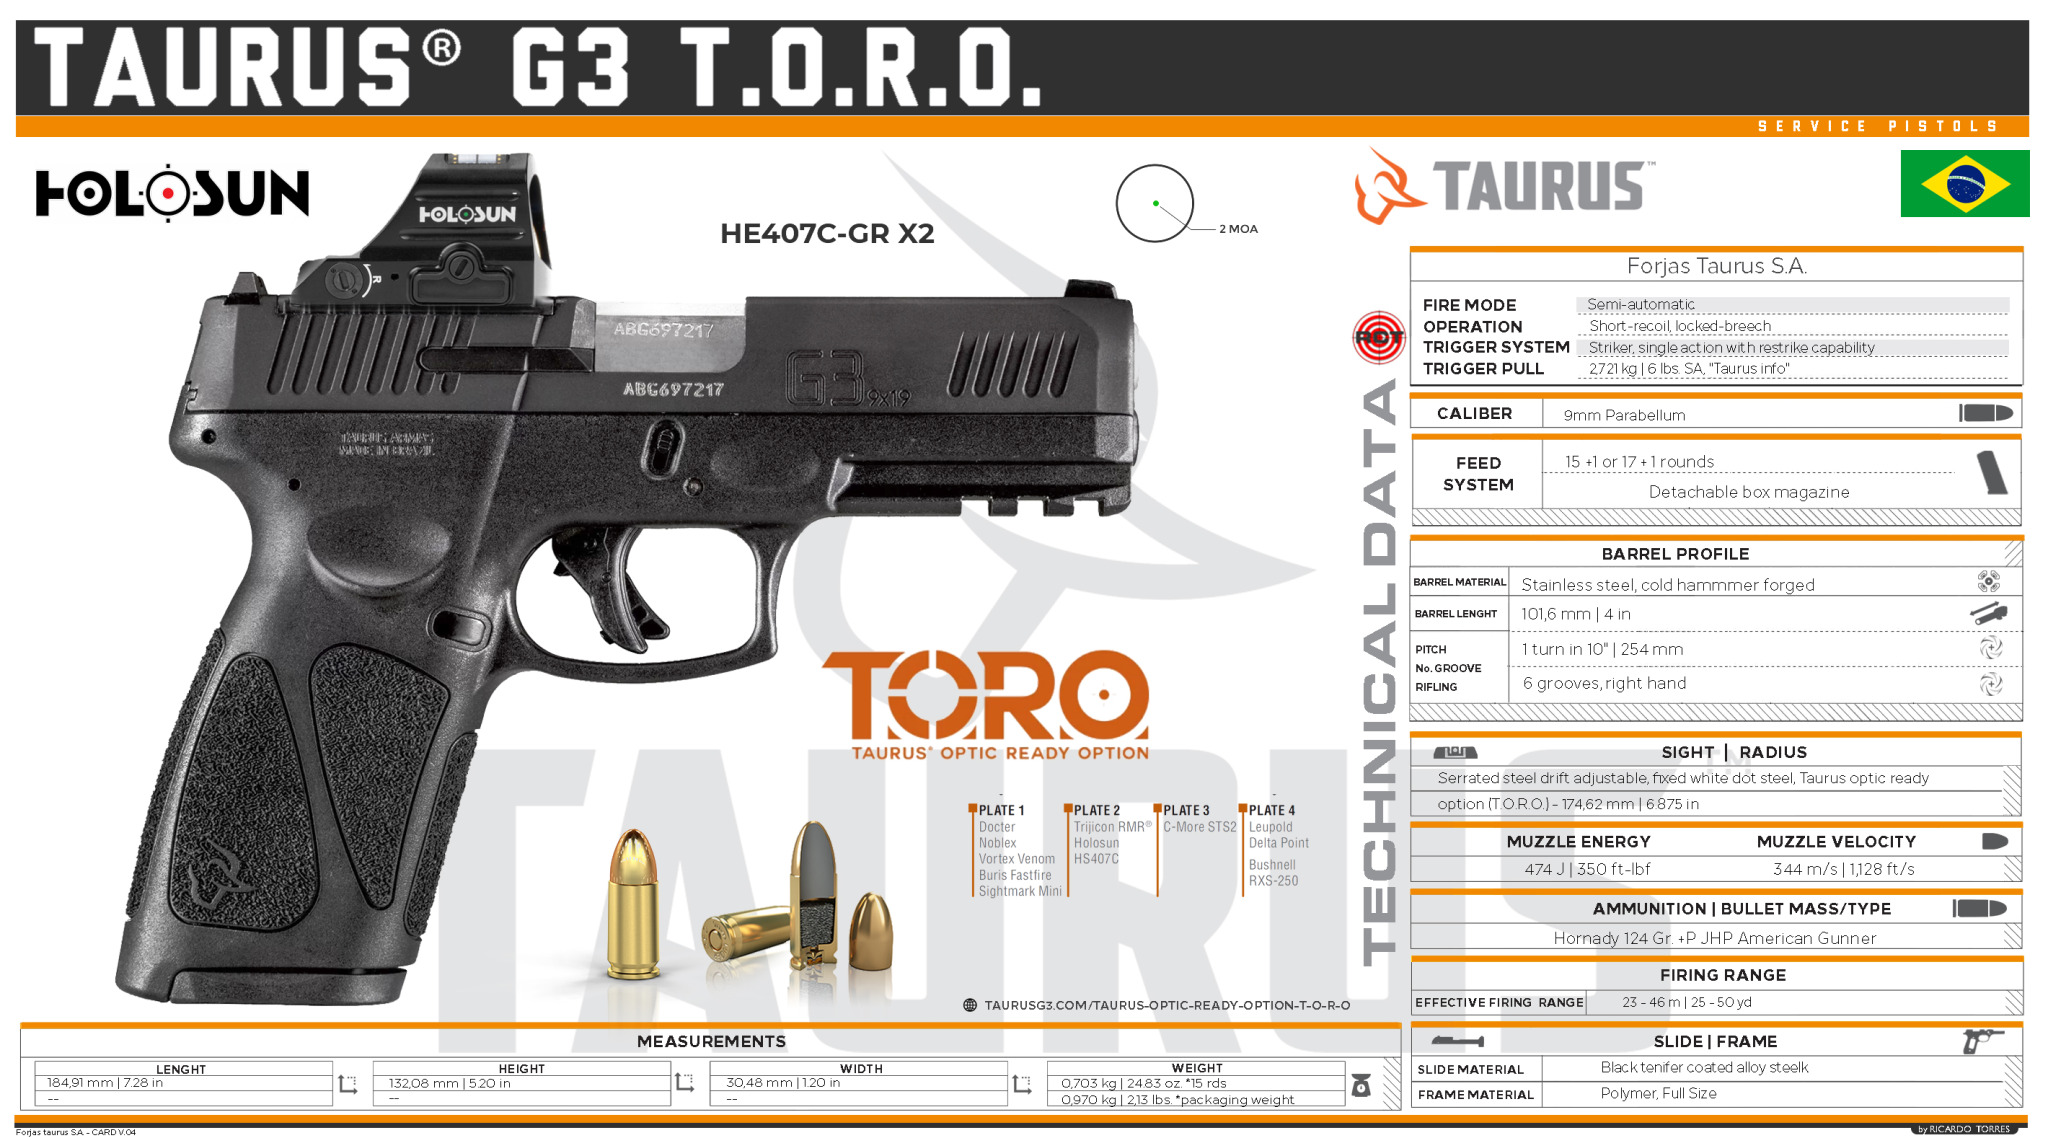 TAURUS® G3 T.O.R.O.
SERVICE PISTOLS
HOLOSUN
HOLOSUN
R
HE407C-GR X2
2 MOA
TAURUS™
ABG697217
ABG697217
G3 9x19
TAURUS ARMAS
MADE IN BRAZIL
TORO
TAURUS® OPTIC READY OPTION
PLATE 1
Docter
Noblex
Vortex Venom
Buris Fastfire
Sightmark Mini
PLATE 2
Trijicon RMR®
Holosun
HS407C
PLATE 3
C-More STS2
PLATE 4
Leupold
Delta Point
Bushnell
RXS-250
TAURUSG3.COM/TAURUS-OPTIC-READY-OPTION-T-O-R-O
TAURUS™
RDT
TECHNICAL DATA
Forjas Taurus S.A.
FIRE MODE Semi-automatic
OPERATION Short-recoil, locked-breech
TRIGGER SYSTEM Striker, single action with restrike capability
TRIGGER PULL 2,721 kg | 6 lbs. SA, "Taurus info"
CALIBER 9mm Parabellum
FEED SYSTEM
15 +1 or 17 + 1 rounds
Detachable box magazine
BARREL PROFILE
BARREL MATERIAL Stainless steel, cold hammmer forged
BARREL LENGHT 101,6 mm | 4 in
PITCH 1 turn in 10" | 254 mm
No. GROOVE
RIFLING 6 grooves, right hand
SIGHT | RADIUS
Serrated steel drift adjustable, fixed white dot steel, Taurus optic ready
option (T.O.R.O.) - 174,62 mm | 6.875 in
MUZZLE ENERGY MUZZLE VELOCITY
474 J | 350 ft-lbf 344 m/s | 1,128 ft/s
AMMUNITION | BULLET MASS/TYPE
Hornady 124 Gr. +P JHP American Gunner
FIRING RANGE
EFFECTIVE FIRING RANGE 23 - 46 m | 25 - 50 yd
SLIDE | FRAME
SLIDE MATERIAL Black tenifer coated alloy steelk
FRAME MATERIAL Polymer, Full Size
MEASUREMENTS
LENGHT HEIGHT WIDTH WEIGHT
184,91 mm | 7.28 in 132,08 mm | 5.20 in 30,48 mm | 1.20 in 0,703 kg | 24.83 oz. *15 rds
-- -- -- 0,970 kg | 2,13 lbs. *packaging weight
Forjas taurus S.A. - CARD V.04
by RICARDO TORRES